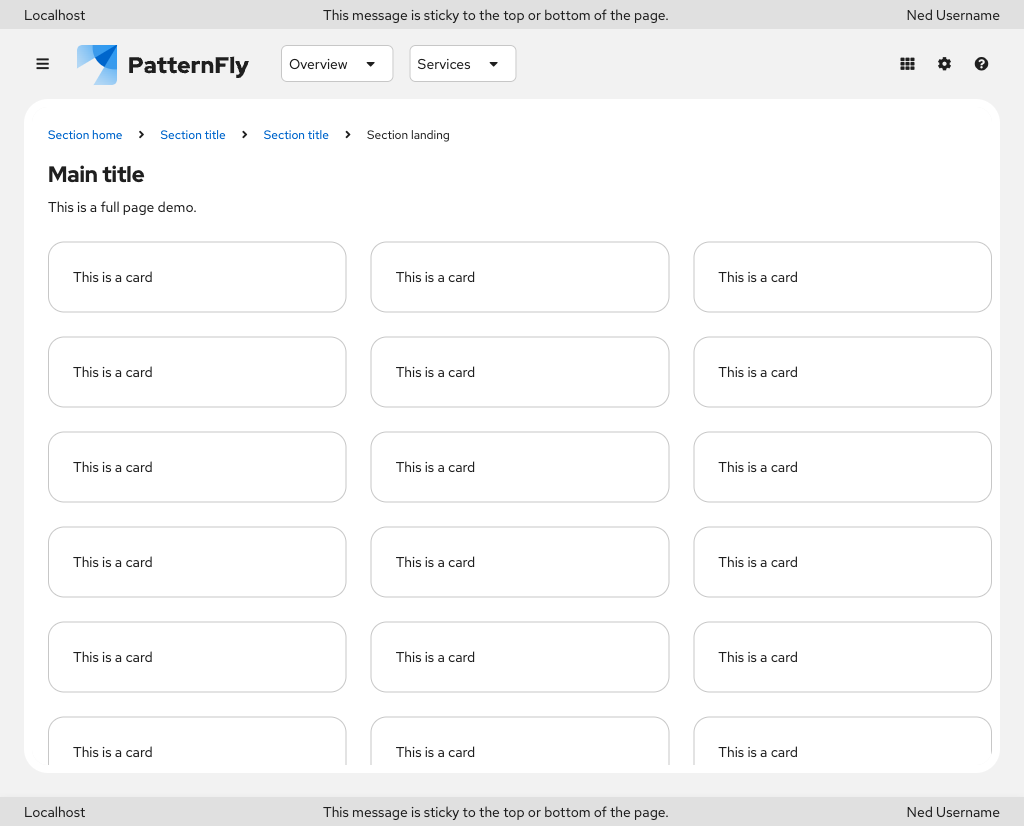 Localhost This message is sticky to the top or bottom of the page. Ned Username
PatternFly Overview Services
Section home Section title Section title Section landing
Main title
This is a full page demo.
This is a card This is a card This is a card
This is a card This is a card This is a card
This is a card This is a card This is a card
This is a card This is a card This is a card
This is a card This is a card This is a card
This is a card This is a card This is a card
Localhost This message is sticky to the top or bottom of the page. Ned Username